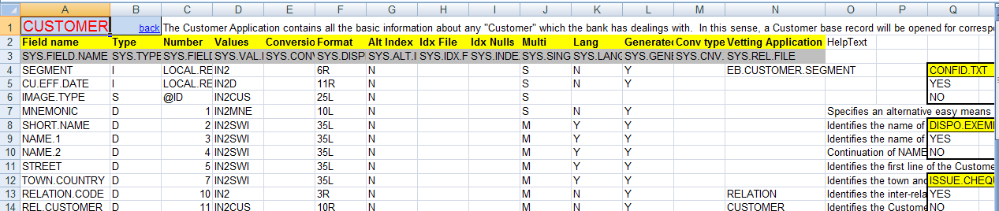 A B C D E F G H I J K L M N O P Q
1 CUSTOMER back The Customer Application contains all the basic information about any "Customer" which the bank has dealings with. In this sense, a Customer base record will be opened for corresp
2 Field name Type Number Values Conversio Format Alt Index Idx File Idx Nulls Multi Lang Generate Conv type Vetting Application HelpText
3 SYS.FIELD.NAME SYS.TYPE SYS.FIEL SYS.VAL. SYS.CON SYS.DISP SYS.ALT.I SYS.IDX.F SYS.INDE SYS.SING SYS.LANG SYS.GENE SYS.CNV. SYS.REL.FILE
4 SEGMENT I LOCAL.RE IN2 6R N S N Y EB.CUSTOMER.SEGMENT CONFID.TXT
5 CU.EFF.DATE I LOCAL.RE IN2D 11R N S N Y YES
6 IMAGE.TYPE S @ID IN2CUS 25L N S NO
7 MNEMONIC D 1 IN2MNE 10L N S N Y Specifies an alternative easy means
8 SHORT.NAME D 2 IN2SWI 35L N M Y Y Identifies the name of DISPO.EXEM
9 NAME.1 D 3 IN2SWI 35L N M Y Y Identifies the name of YES
10 NAME.2 D 4 IN2SWI 35L N M Y Y Continuation of NAME NO
11 STREET D 5 IN2SWI 35L N M Y Y Identifies the first line of the Custome
12 TOWN.COUNTRY D 7 IN2SWI 35L N M Y Y Identifies the town and ISSUE.CHEQU
13 RELATION.CODE D 10 IN2 3R N M N Y RELATION Identifies the inter-rela YES
14 REL.CUSTOMER D 11 IN2CUS 10R N M N Y CUSTOMER Identifies the Custome NO